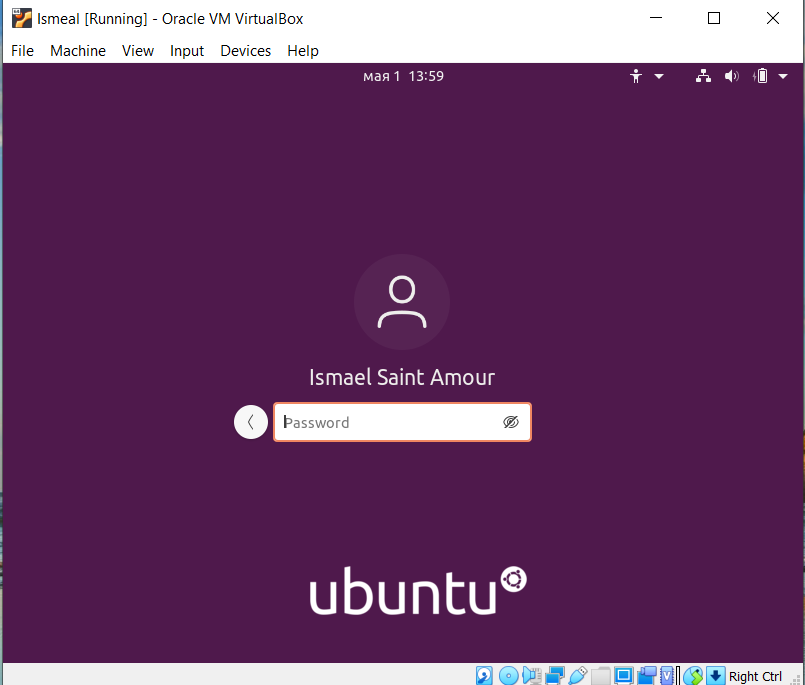 Ismeal [Running] - Oracle VM VirtualBox
File Machine View Input Devices Help
мая 1 13:59
Ismael Saint Amour
Password
ubuntu
Right Ctrl